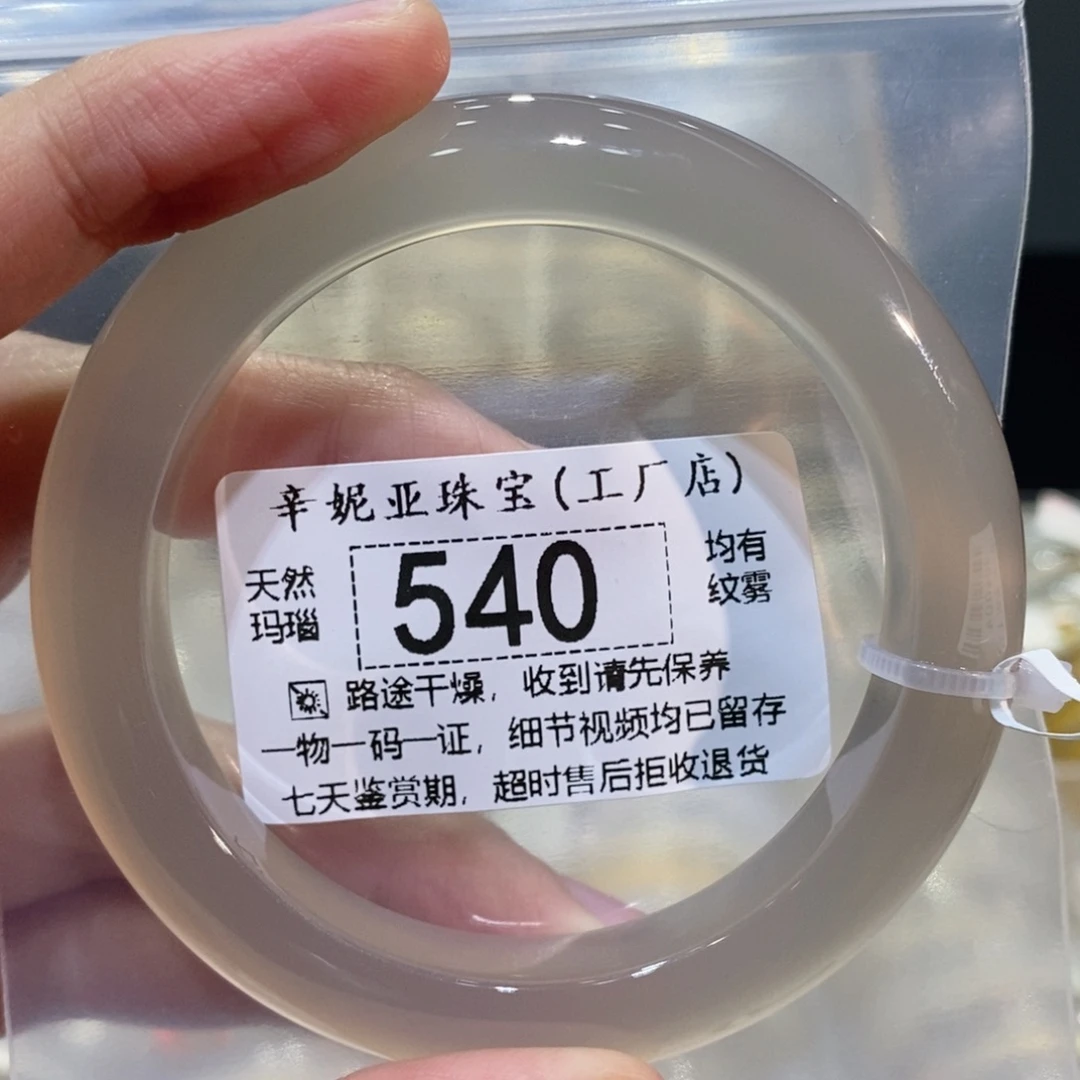 辛妮亚珠宝(工厂店)
天然
玛瑙
540
均有
纹雾
路途干燥，收到请先保养
一物一码一证，细节视频均已留存
七天鉴赏期，超时售后拒收退货